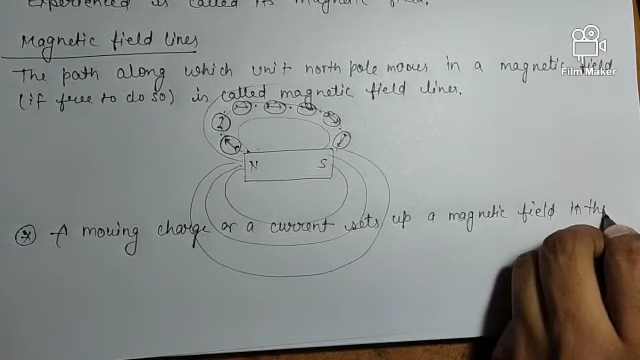 experienced is called its magnetic field.
Magnetic field lines
The path along which unit north pole moves in a magnetic field
(if free to do so) is called magnetic field lines.
N S
* A moving charge or a current sets up a magnetic field in the
Film Maker